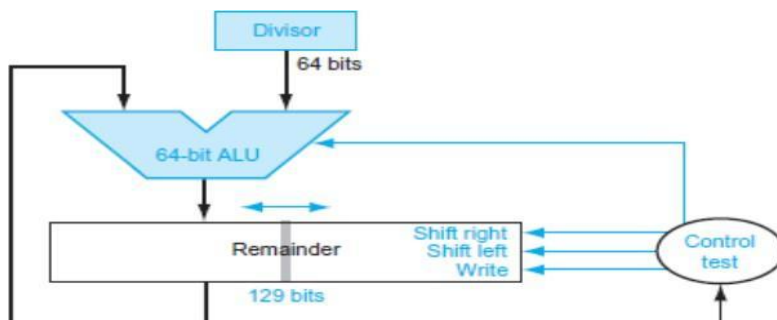 Divisor
64 bits
64-bit ALU
Remainder
Shift right
Shift left
Write
Control
test
129 bits